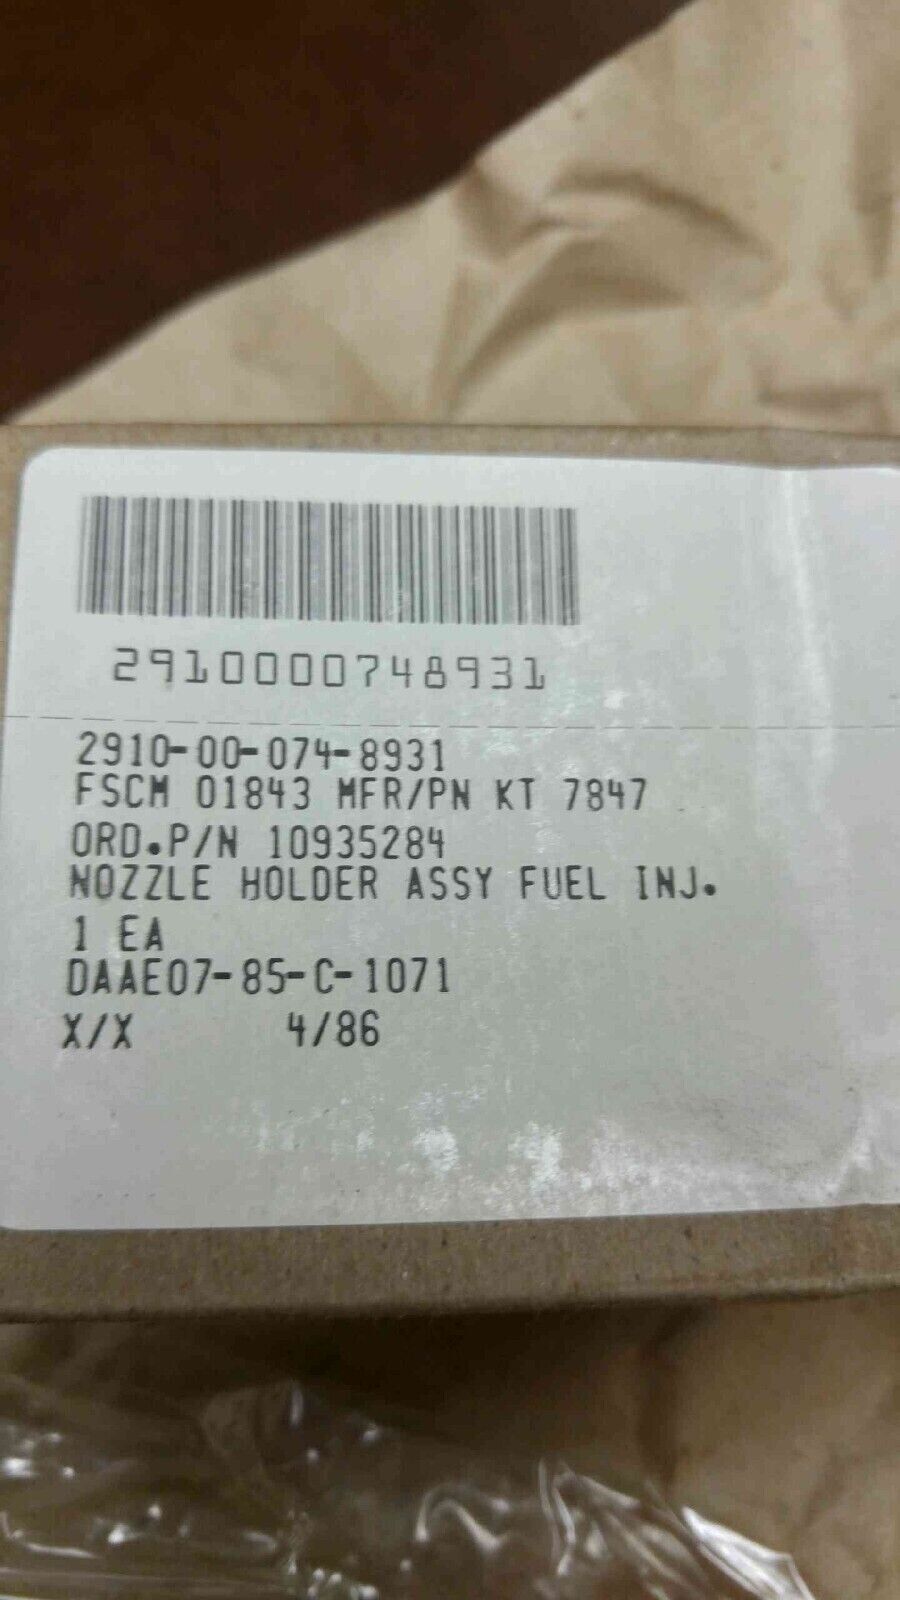 2910000748931
2910-00-074-8931
FSCM 01843 MFR/PN KT 7847
ORD.P/N 10935284
NOZZLE HOLDER ASSY FUEL INJ.
1 EA
DAAE07-85-C-1071
X/X 4/86